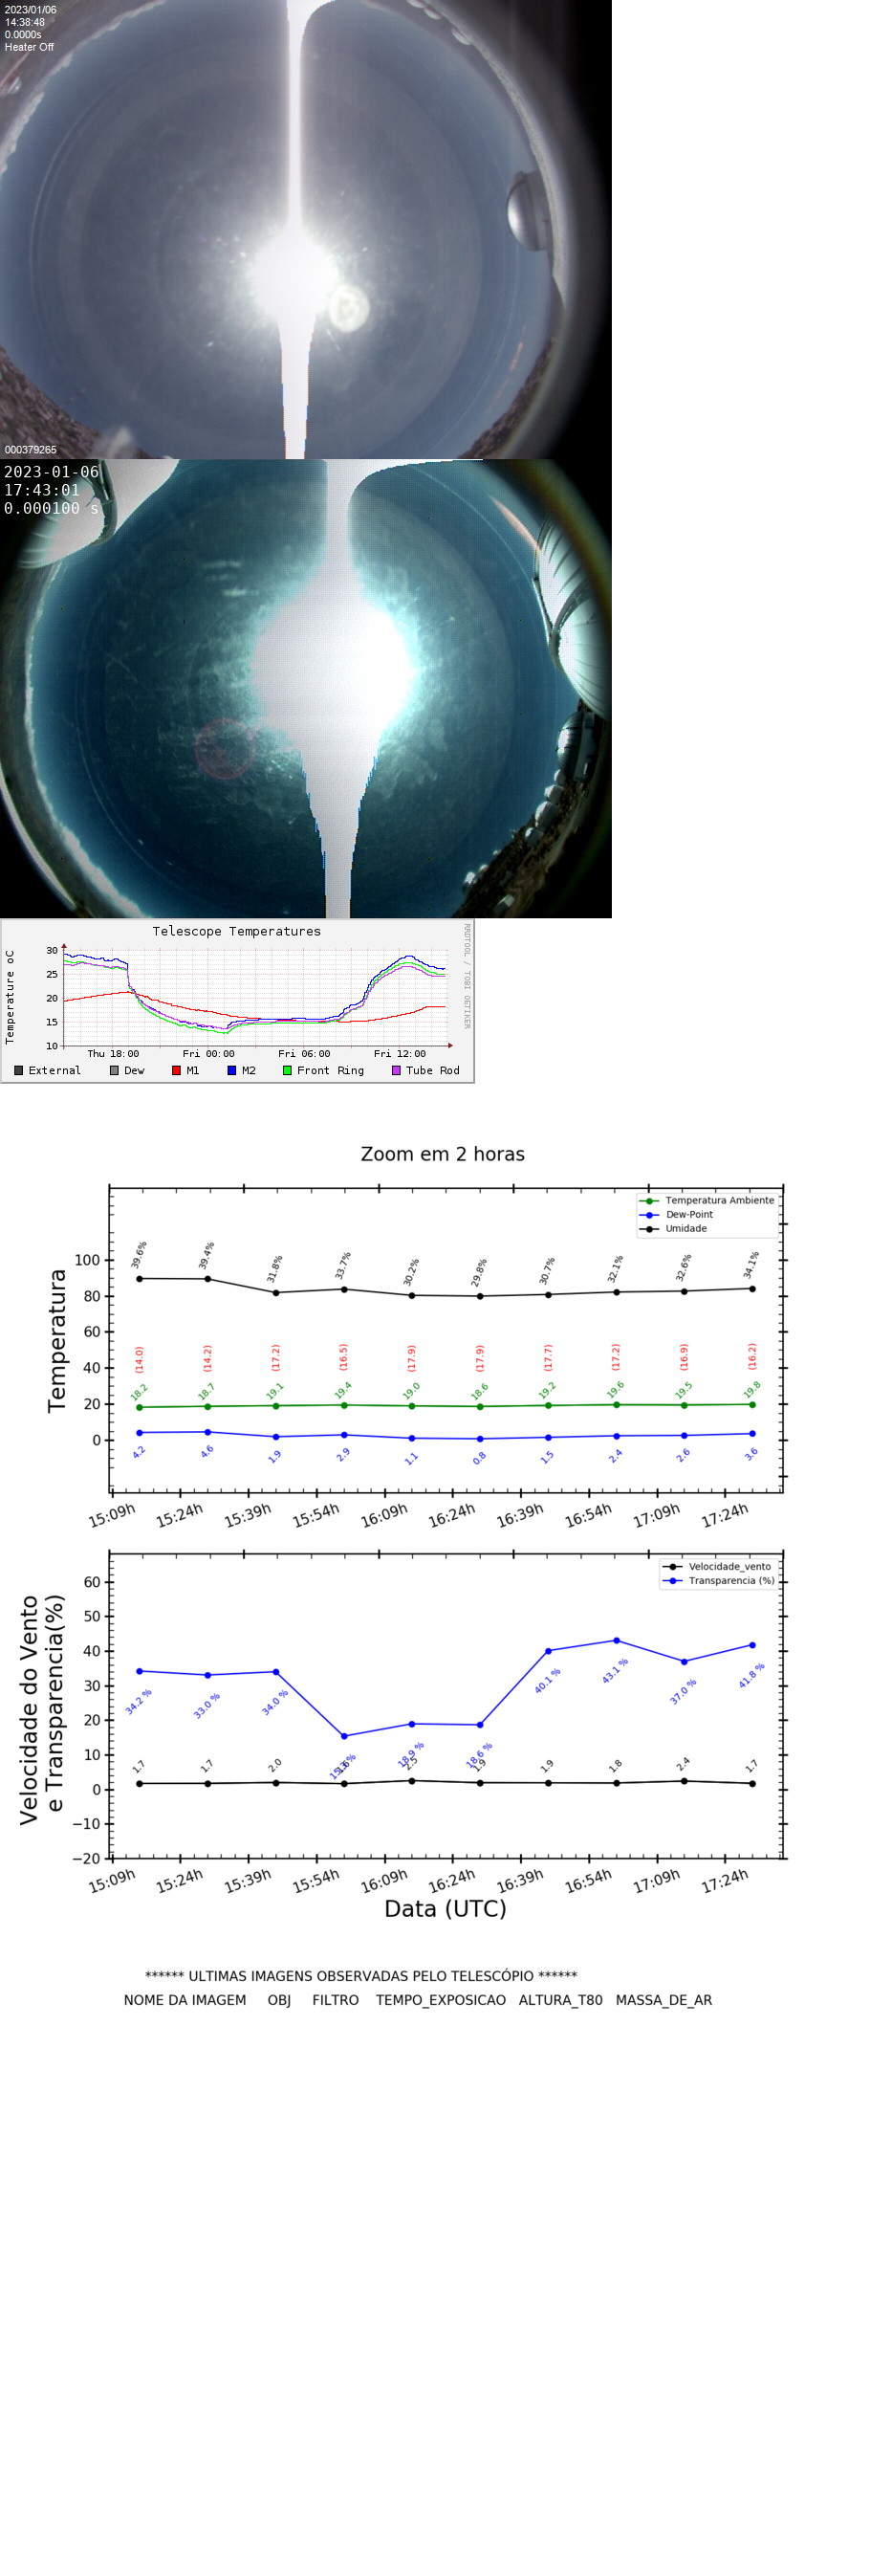 2023/01/06
14:38:48
0.0000s
Heater Off
000379265
2023-01-06
17:43:01
0.000100 s
Telescope Temperatures
RRDTOOL / TOBI OETIKER
Temperature oC
30
25
20
15
10
Thu 18:00 Fri 00:00 Fri 06:00 Fri 12:00
External Dew M1 M2 Front Ring Tube Rod
Zoom em 2 horas
Temperatura Ambiente
Dew-Point
Umidade
Temperatura
100
80
60
40
20
0
39.6% 39.4% 31.8% 33.7% 30.2% 29.8% 30.7% 32.1% 32.6% 34.1%
(14.0) (14.2) (17.2) (16.5) (17.9) (17.9) (17.7) (17.2) (16.9) (16.2)
18.2 18.7 19.1 19.4 19.0 18.6 19.2 19.6 19.5 19.8
4.2 4.6 1.9 2.9 1.1 0.8 1.5 2.4 2.6 3.6
15:09h 15:24h 15:39h 15:54h 16:09h 16:24h 16:39h 16:54h 17:09h 17:24h
Velocidade_vento
Transparencia (%)
Velocidade do Vento
e Transparencia(%)
60
50
40
30
20
10
0
−10
−20
34.2 % 33.0 % 34.0 % 18.9 % 18.6 % 40.1 % 43.1 % 37.0 % 41.8 %
1.7 1.7 2.0 2.5 1.9 1.9 1.8 2.4 1.7
15:09h 15:24h 15:39h 15:54h 16:09h 16:24h 16:39h 16:54h 17:09h 17:24h
Data (UTC)
****** ULTIMAS IMAGENS OBSERVADAS PELO TELESCÓPIO ******
NOME DA IMAGEM OBJ FILTRO TEMPO_EXPOSICAO ALTURA_T80 MASSA_DE_AR